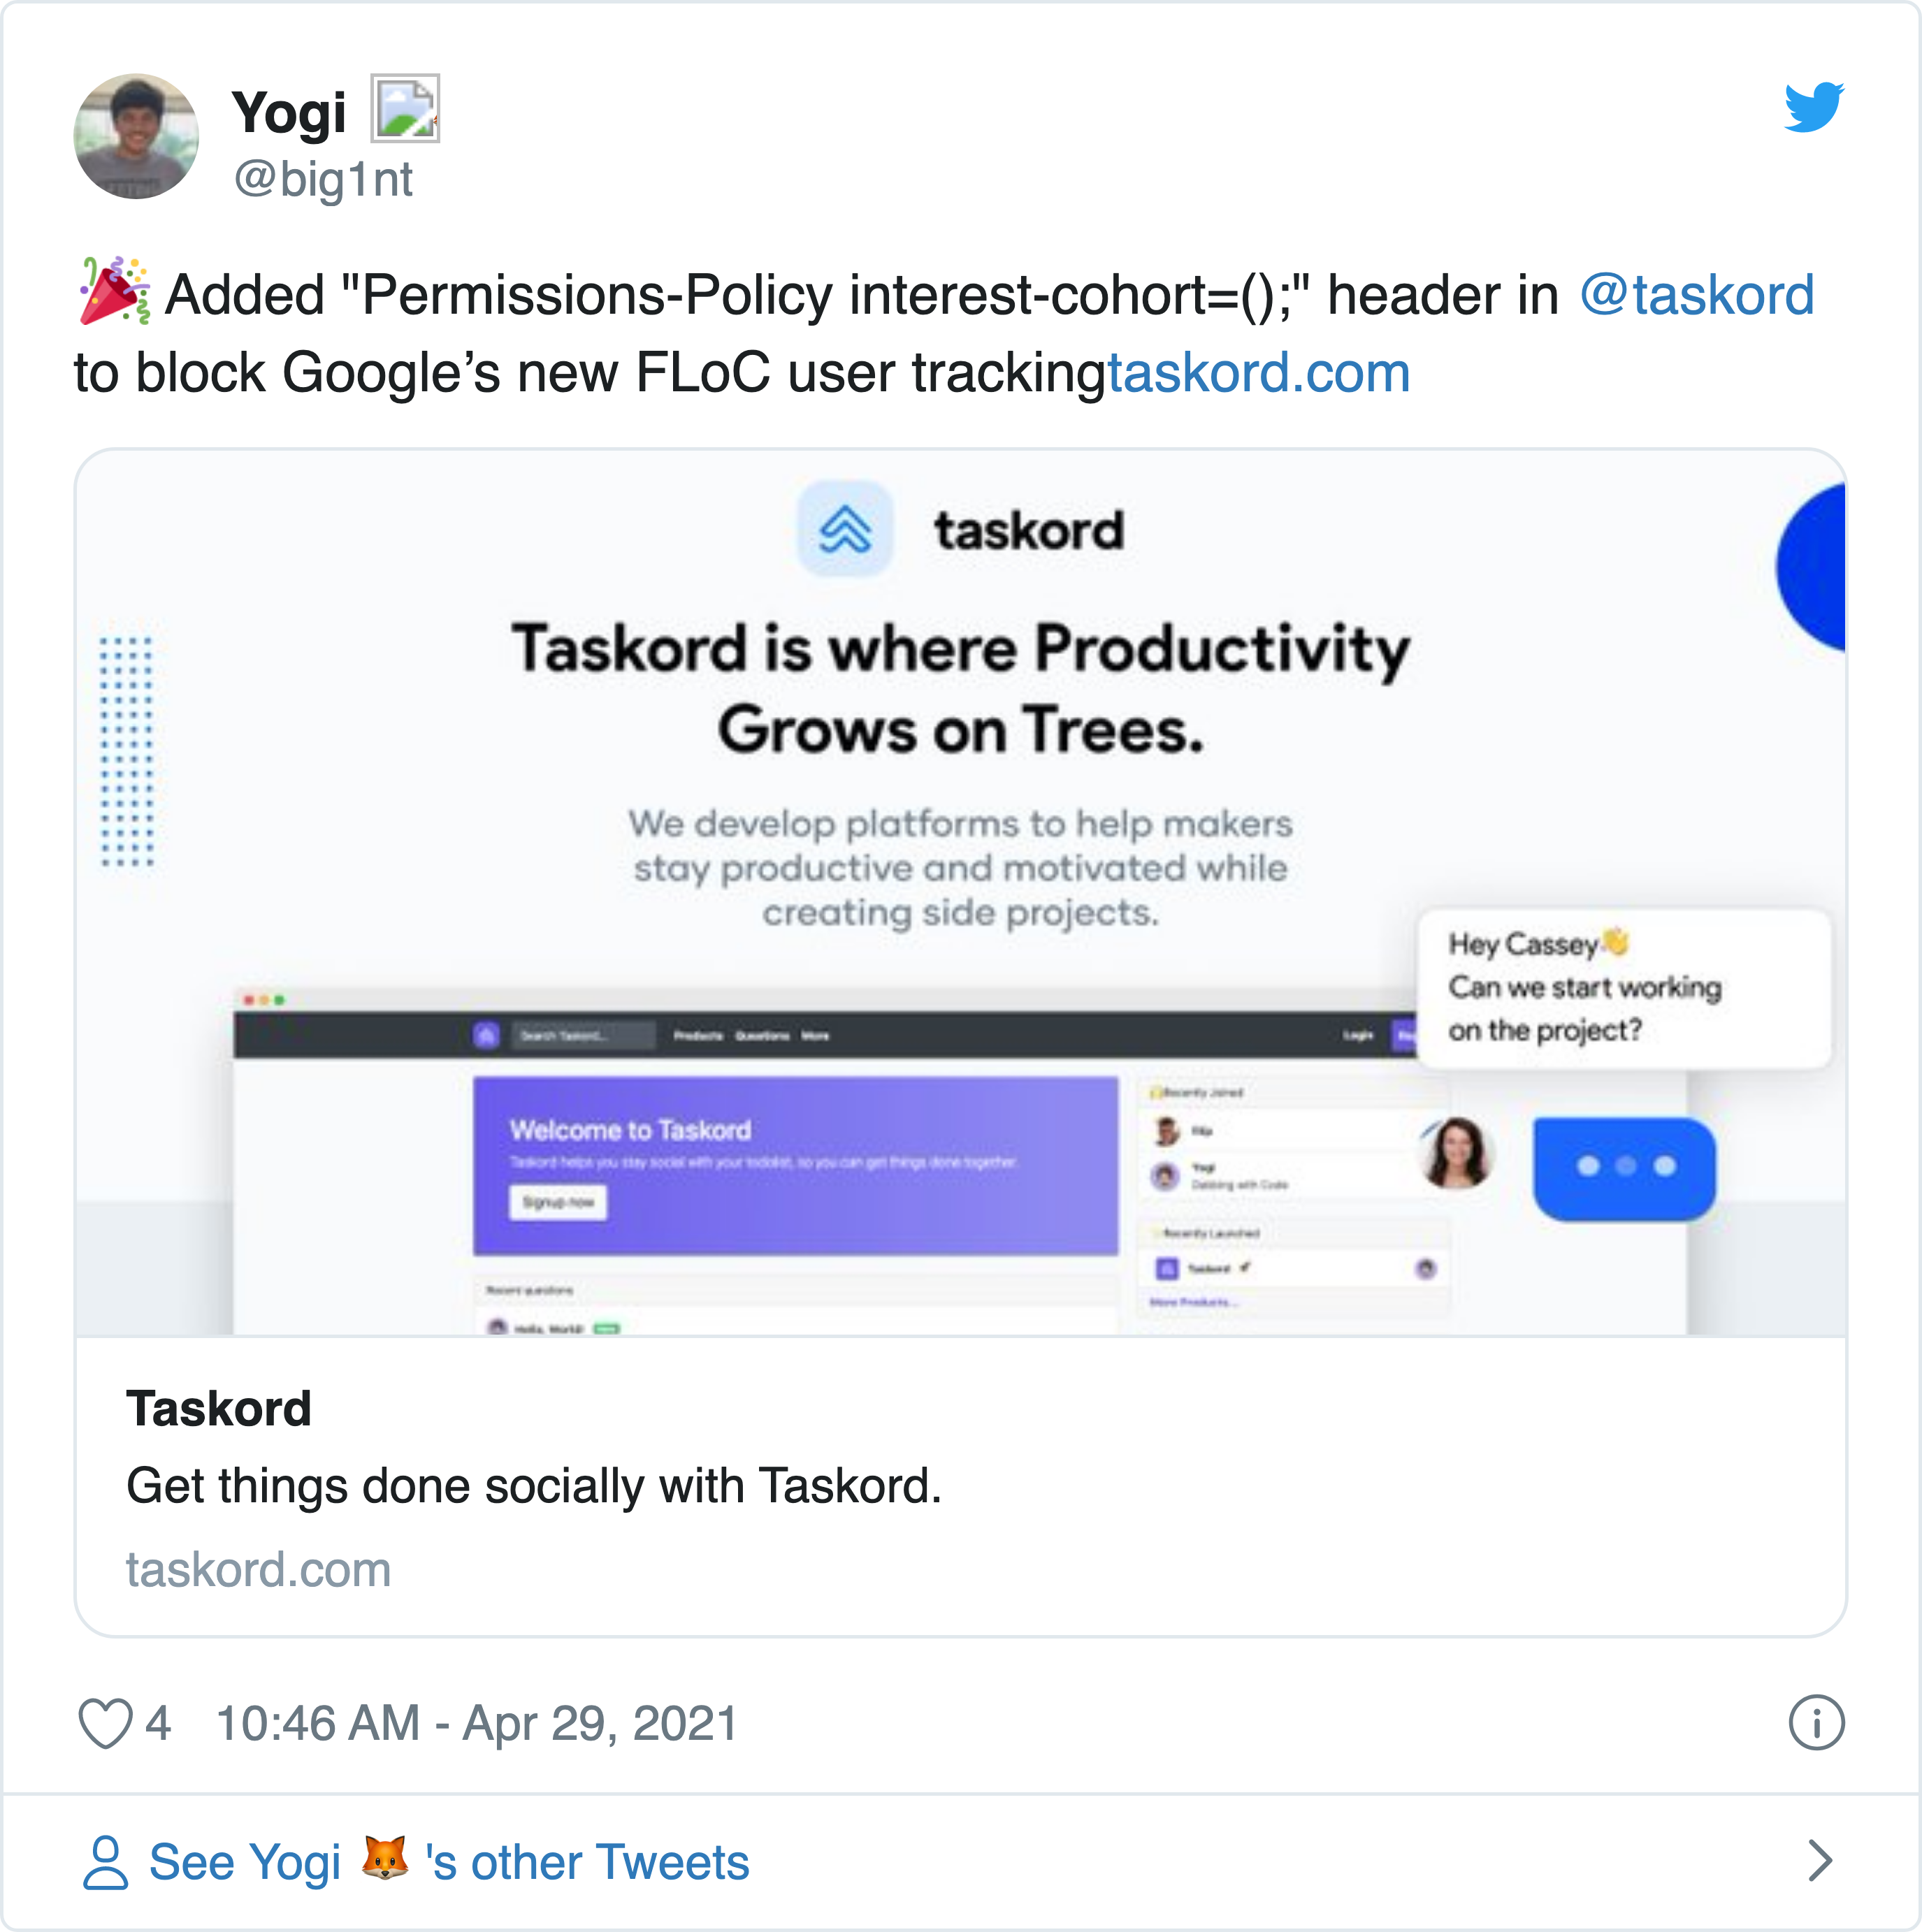 Yogi
@big1nt
🎉 Added "Permissions-Policy interest-cohort=();" header in @taskord
to block Google’s new FLoC user trackingtaskord.com
taskord
Taskord is where Productivity
Grows on Trees.
We develop platforms to help makers
stay productive and motivated while
creating side projects.
Hey Cassey👋
Can we start working
on the project?
Search Taskord... Products Questions More Login
Welcome to Taskord
Taskord helps you stay social with your todolist, so you can get things done together.
Signup now
Recently Joined
Yogi
Dabbing with Code
Recently Launched
Taskord
More Products...
Recent questions
Hello, World!
Taskord
Get things done socially with Taskord.
taskord.com
4 10:46 AM - Apr 29, 2021
See Yogi 🦊 's other Tweets